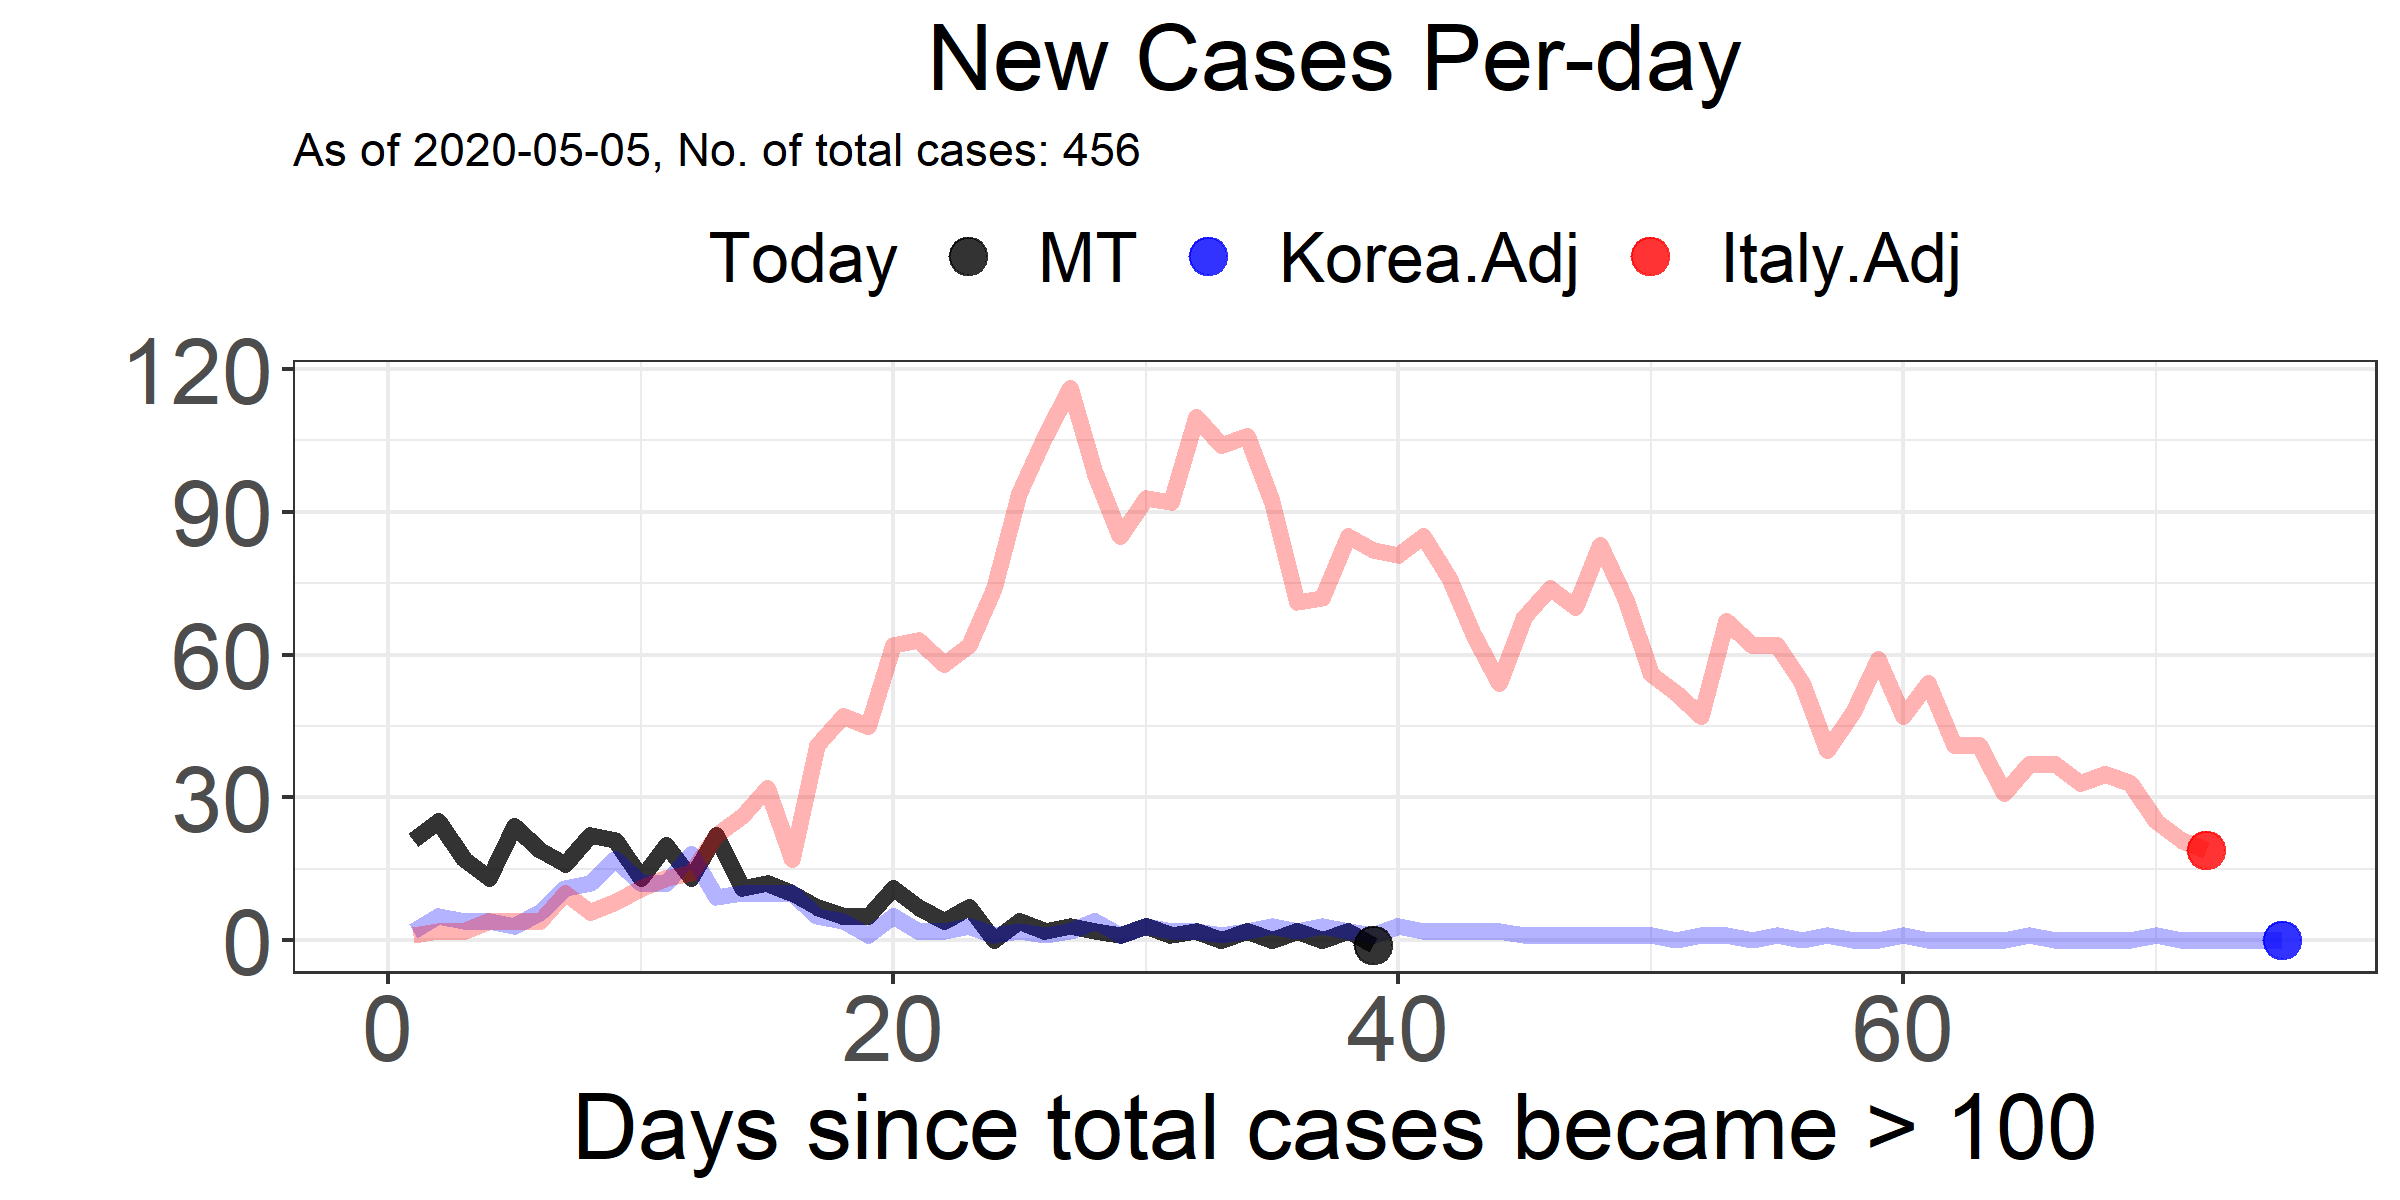 New Cases Per-day
As of 2020-05-05, No. of total cases: 456
Today MT Korea.Adj Italy.Adj
120
90
60
30
0
0 20 40 60
Days since total cases became > 100